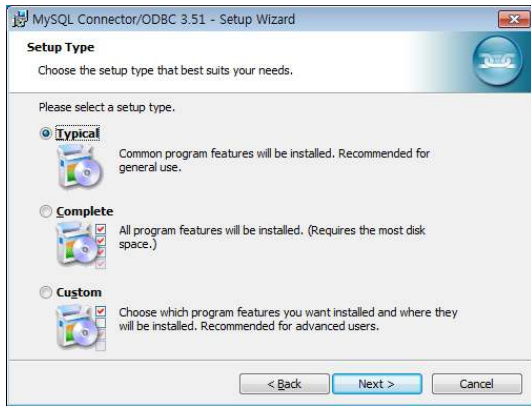 MySQL Connector/ODBC 3.51 - Setup Wizard
Setup Type
Choose the setup type that best suits your needs.
Please select a setup type.
Typical
Common program features will be installed. Recommended for
general use.
Complete
All program features will be installed. (Requires the most disk
space.)
Custom
Choose which program features you want installed and where they
will be installed. Recommended for advanced users.
< Back
Next >
Cancel